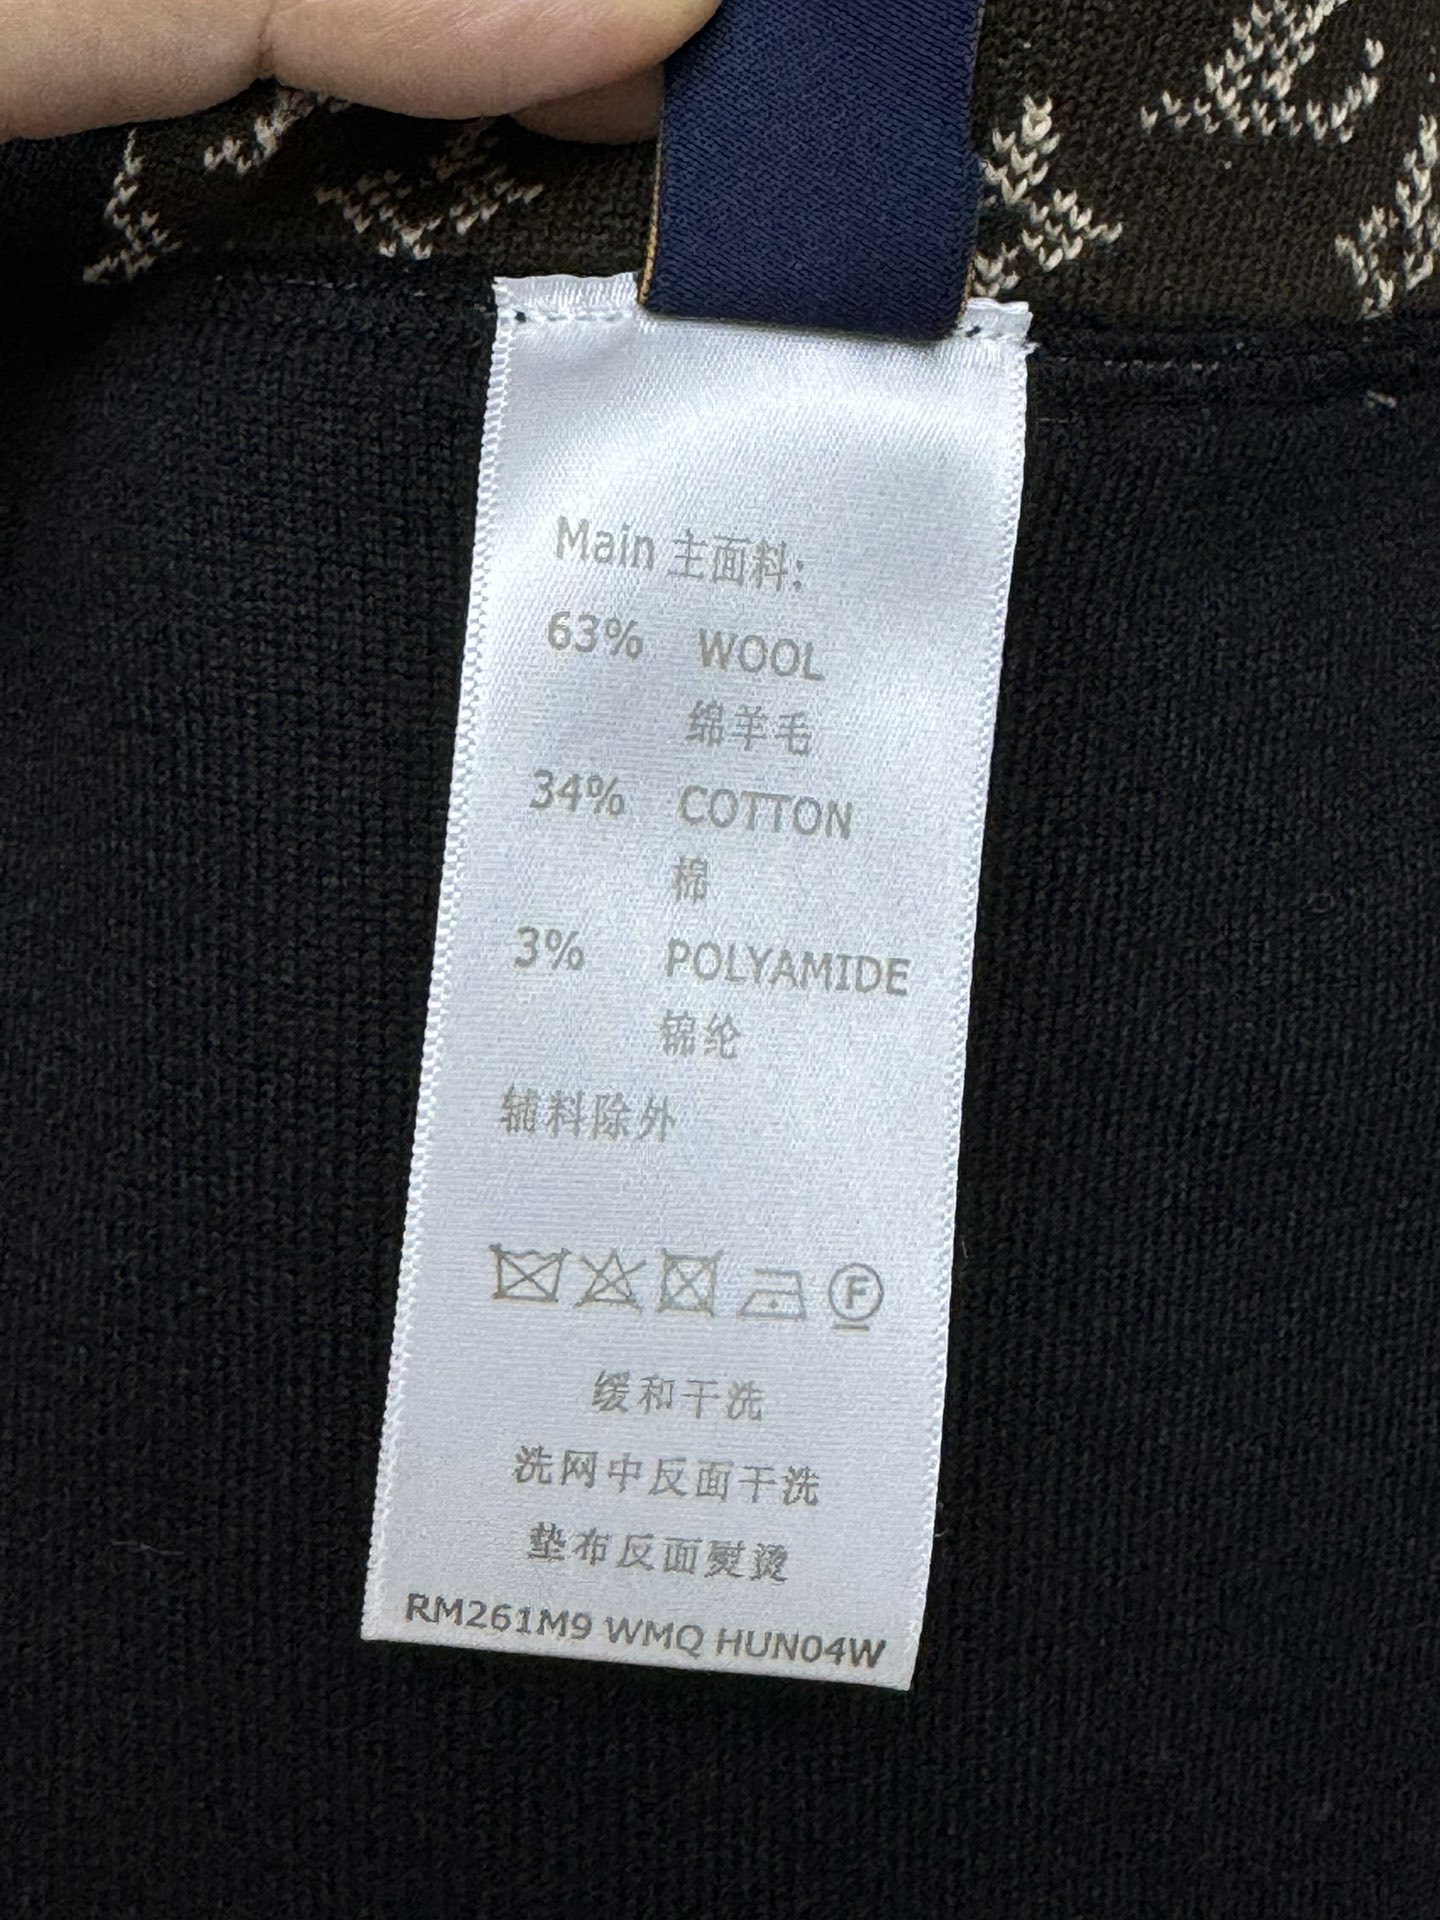 Main 主面料:
63% WOOL
绵羊毛
34% COTTON
棉
3% POLYAMIDE
锦纶
辅料除外
F
缓和干洗
洗网中反面干洗
垫布反面熨烫
RM261M9 WMQ HUN04W